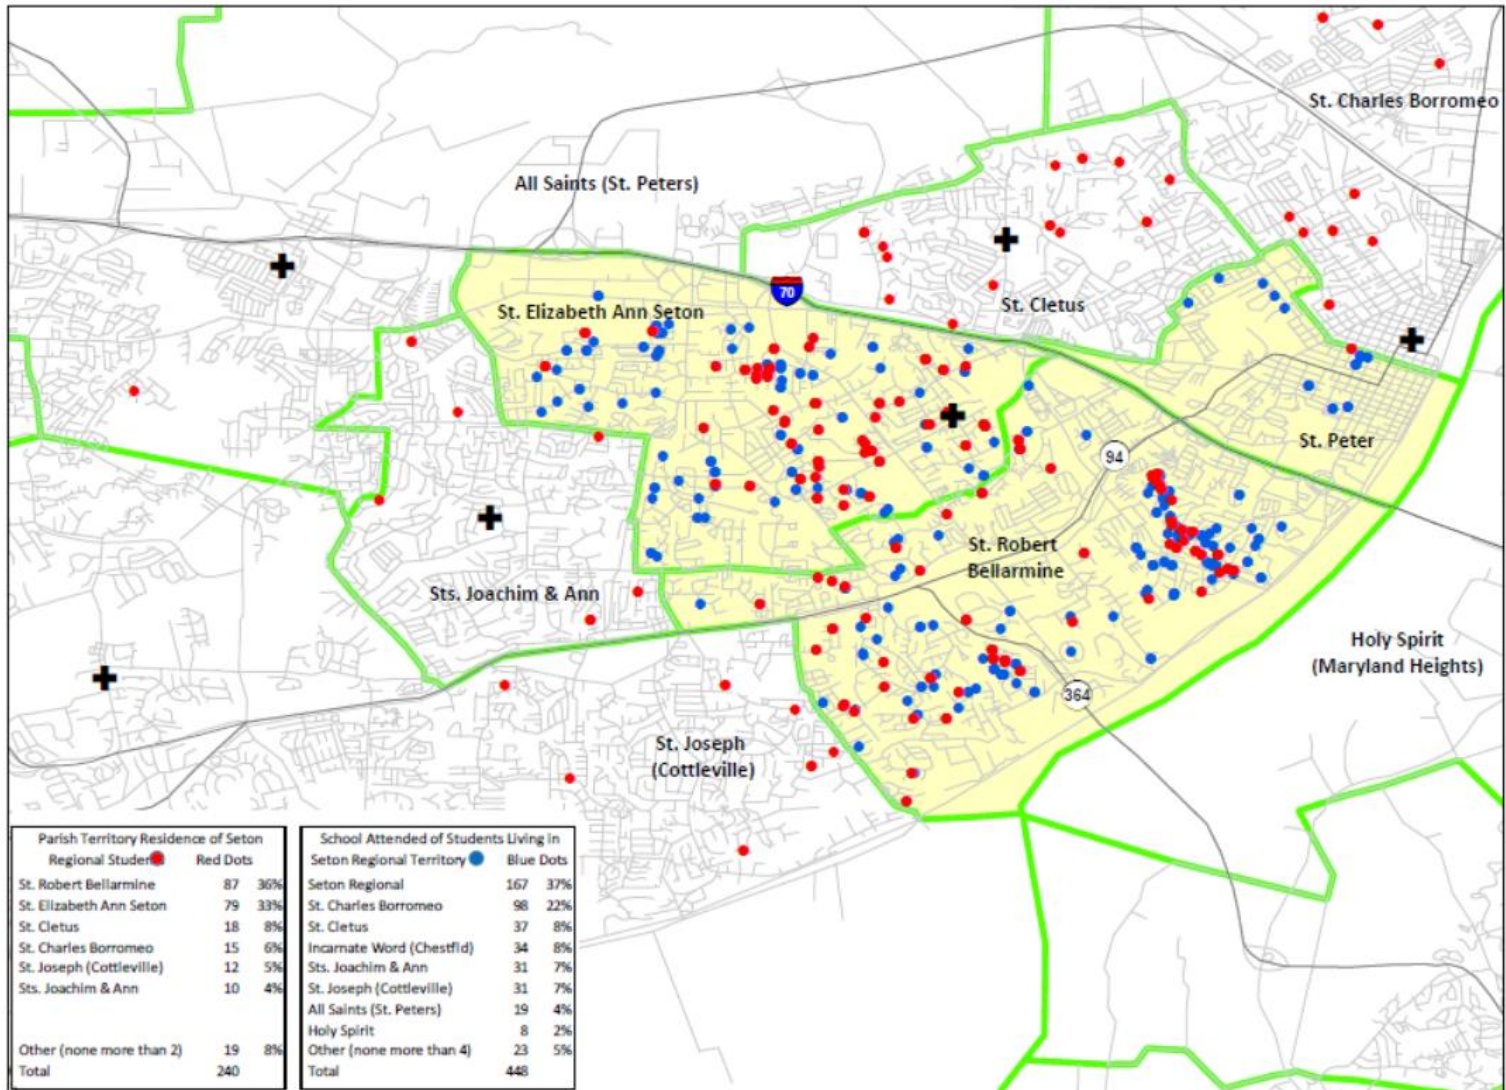 St. Charles Borromeo
All Saints (St. Peters)
70
St. Elizabeth Ann Seton
St. Cletus
94
St. Peter
St. Robert
Bellarmine
Sts. Joachim & Ann
Holy Spirit
(Maryland Heights)
364
St. Joseph
(Cottleville)
Parish Territory Residence of Seton
Regional Studen Red Dots
St. Robert Bellarmine 87 36%
St. Elizabeth Ann Seton 79 33%
St. Cletus 18 8%
St. Charles Borromeo 15 6%
St. Joseph (Cottleville) 12 5%
Sts. Joachim & Ann 10 4%
Other (none more than 2) 19 8%
Total 240
School Attended of Students Living in
Seton Regional Territory Blue Dots
Seton Regional 167 37%
St. Charles Borromeo 98 22%
St. Cletus 37 8%
Incarnate Word (Chestfld) 34 8%
Sts. Joachim & Ann 31 7%
St. Joseph (Cottleville) 31 7%
All Saints (St. Peters) 19 4%
Holy Spirit 8 2%
Other (none more than 4) 23 5%
Total 448